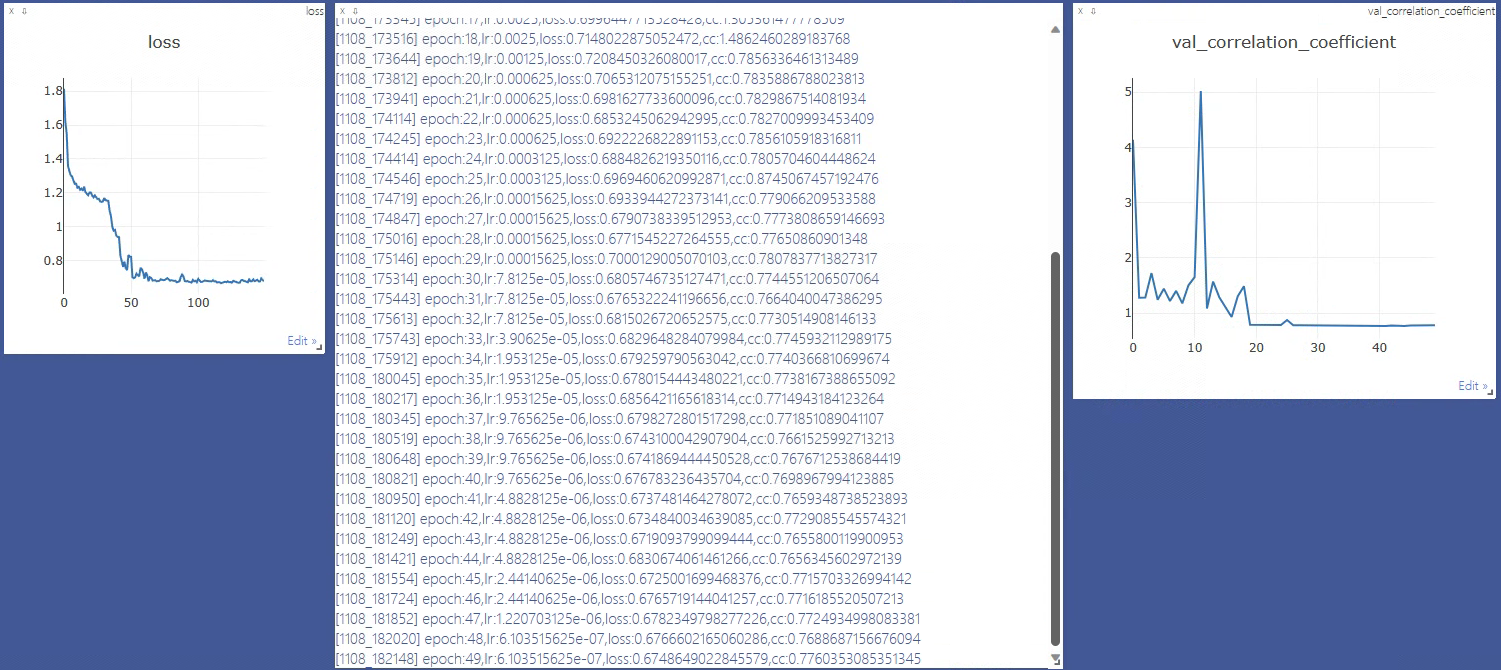 x ⇩ loss
loss
1.8
1.6
1.4
1.2
1
0.8
0 50 100
Edit »
x ⇩
[1108_173345] epoch:17,lr:0.0025,loss:0.6996447713528428,cc:1.305361477778509
[1108_173516] epoch:18,lr:0.0025,loss:0.7148022875052472,cc:1.4862460289183768
[1108_173644] epoch:19,lr:0.00125,loss:0.7208450326080017,cc:0.7856336461313489
[1108_173812] epoch:20,lr:0.000625,loss:0.7065312075155251,cc:0.7835886788023813
[1108_173941] epoch:21,lr:0.000625,loss:0.6981627733600096,cc:0.7829867514081934
[1108_174114] epoch:22,lr:0.000625,loss:0.6853245062942995,cc:0.7827009993453409
[1108_174245] epoch:23,lr:0.000625,loss:0.6922226822891153,cc:0.7856105918316811
[1108_174414] epoch:24,lr:0.0003125,loss:0.6884826219350116,cc:0.7805704604448624
[1108_174546] epoch:25,lr:0.0003125,loss:0.6969460620992871,cc:0.8745067457192476
[1108_174719] epoch:26,lr:0.00015625,loss:0.6933944272373141,cc:0.779066209533588
[1108_174847] epoch:27,lr:0.00015625,loss:0.6790738339512953,cc:0.7773808659146693
[1108_175016] epoch:28,lr:0.00015625,loss:0.6771545227264555,cc:0.77650860901348
[1108_175146] epoch:29,lr:0.00015625,loss:0.7000129005070103,cc:0.7807837713827317
[1108_175314] epoch:30,lr:7.8125e-05,loss:0.6805746735127471,cc:0.7744551206507064
[1108_175443] epoch:31,lr:7.8125e-05,loss:0.6765322241196656,cc:0.7664040047386295
[1108_175613] epoch:32,lr:7.8125e-05,loss:0.6815026720652575,cc:0.7730514908146133
[1108_175743] epoch:33,lr:3.90625e-05,loss:0.6829648284079984,cc:0.7745932112989175
[1108_175912] epoch:34,lr:1.953125e-05,loss:0.679259790563042,cc:0.7740366810699674
[1108_180045] epoch:35,lr:1.953125e-05,loss:0.6780154443480221,cc:0.7738167388655092
[1108_180217] epoch:36,lr:1.953125e-05,loss:0.6856421165618314,cc:0.7714943184123264
[1108_180345] epoch:37,lr:9.765625e-06,loss:0.6798272801517298,cc:0.771851089041107
[1108_180519] epoch:38,lr:9.765625e-06,loss:0.6743100042907904,cc:0.7661525992713213
[1108_180648] epoch:39,lr:9.765625e-06,loss:0.6741869444450528,cc:0.7676712538684419
[1108_180821] epoch:40,lr:9.765625e-06,loss:0.676783236435704,cc:0.7698967994123885
[1108_180950] epoch:41,lr:4.8828125e-06,loss:0.6737481464278072,cc:0.7659348738523893
[1108_181120] epoch:42,lr:4.8828125e-06,loss:0.6734840034639085,cc:0.7729085545574321
[1108_181249] epoch:43,lr:4.8828125e-06,loss:0.6719093799099444,cc:0.7655800119900953
[1108_181421] epoch:44,lr:4.8828125e-06,loss:0.6830674061461266,cc:0.7656345602972139
[1108_181554] epoch:45,lr:2.44140625e-06,loss:0.6725001699468376,cc:0.7715703326994142
[1108_181724] epoch:46,lr:2.44140625e-06,loss:0.6765719144041257,cc:0.7716185520507213
[1108_181852] epoch:47,lr:1.220703125e-06,loss:0.6782349798277226,cc:0.7724934998083381
[1108_182020] epoch:48,lr:6.103515625e-07,loss:0.6766602165060286,cc:0.7688687156676094
[1108_182148] epoch:49,lr:6.103515625e-07,loss:0.6748649022845579,cc:0.7760353085351345
x ⇩ val_correlation_coefficient
val_correlation_coefficient
5
4
3
2
1
0 10 20 30 40
Edit »